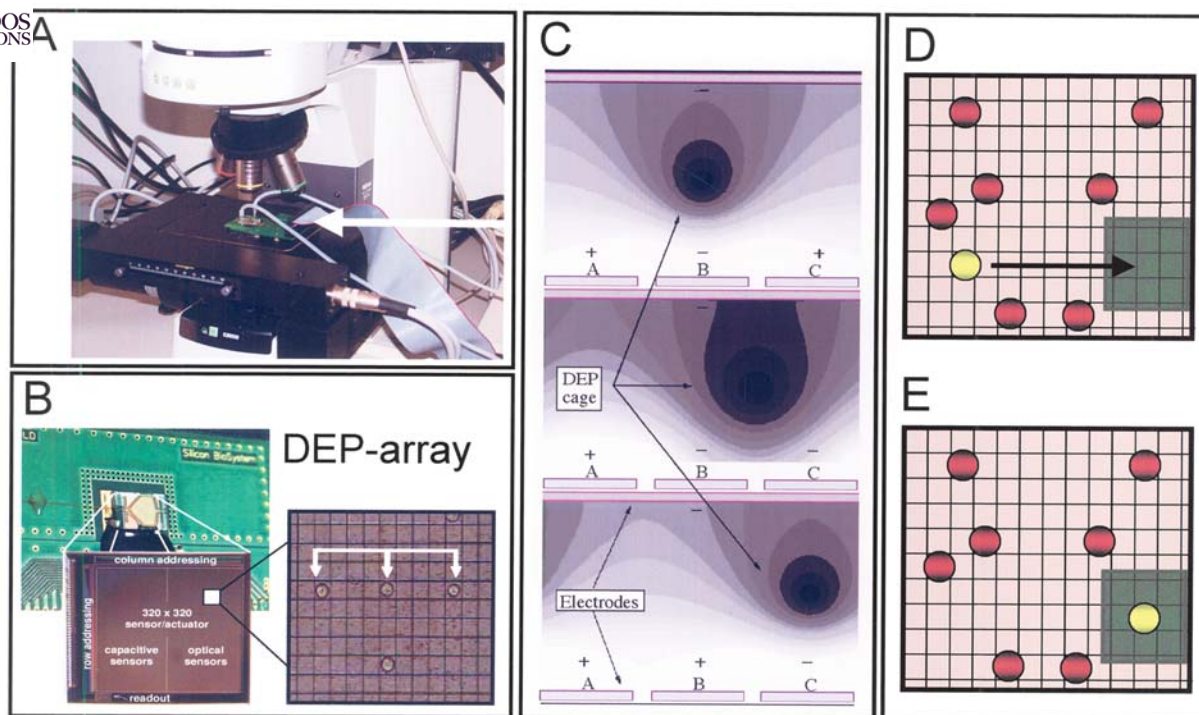 A
B
LD
Silicon BioSystem
DEP-array
column addressing
row addressing
320 x 320
sensor/actuator
capacitive
sensors
optical
sensors
readout
C
−
+ − +
A B C
−
DEP
cage
+ − −
A B C
−
Electrodes
+ + −
A B C
D
E